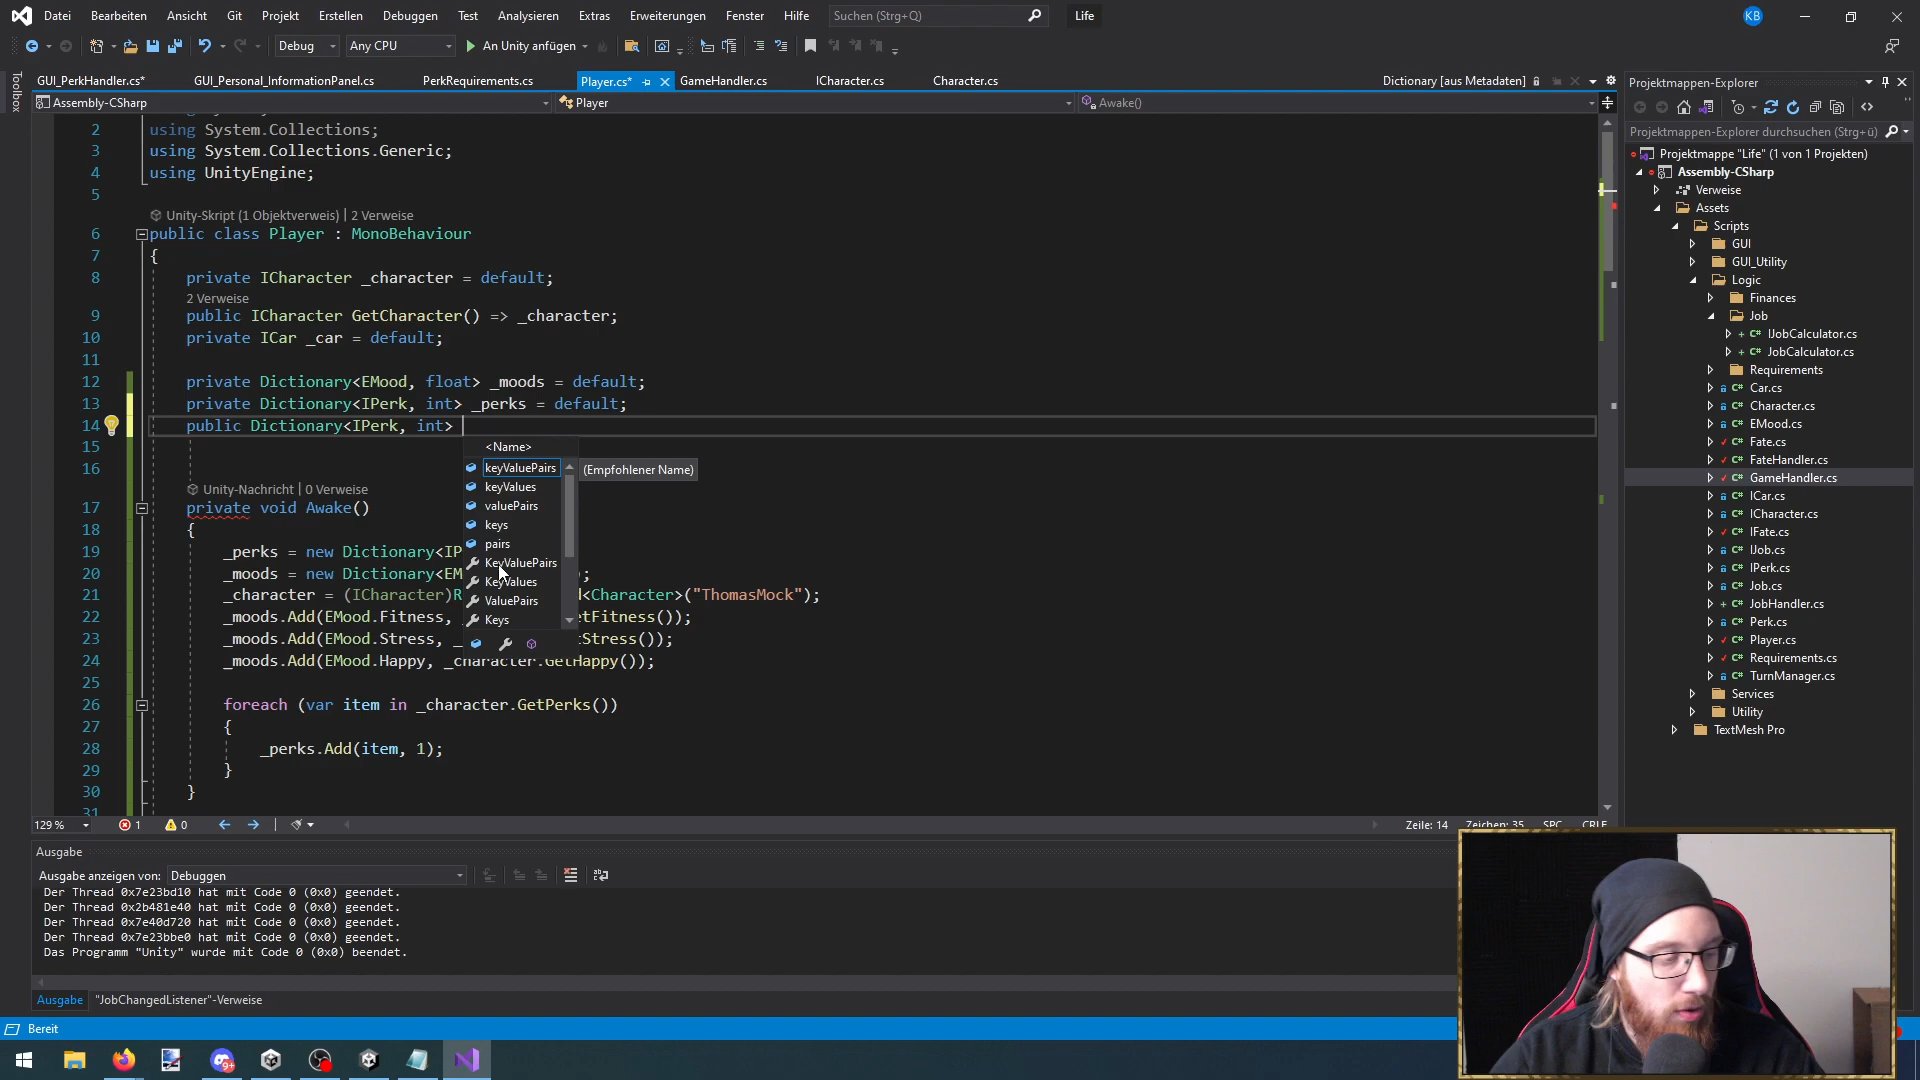 Datei Bearbeiten Ansicht Git Projekt Erstellen Debuggen Test Analysieren Extras Erweiterungen Fenster Hilfe Suchen (Strg+Q) Life KB
Debug Any CPU An Unity anfügen
Toolbox
GUI_PerkHandler.cs* GUI_Personal_InformationPanel.cs PerkRequirements.cs Player.cs* GameHandler.cs ICharacter.cs Character.cs Dictionary [aus Metadaten]
Assembly-CSharp Player Awake()
2 using System.Collections;
3 using System.Collections.Generic;
4 using UnityEngine;
5
Unity-Skript (1 Objektverweis) | 2 Verweise
6 public class Player : MonoBehaviour
7 {
8 private ICharacter _character = default;
2 Verweise
9 public ICharacter GetCharacter() => _character;
10 private ICar _car = default;
11
12 private Dictionary<EMood, float> _moods = default;
13 private Dictionary<IPerk, int> _perks = default;
14 public Dictionary<IPerk, int>
15
16
Unity-Nachricht | 0 Verweise
17 private void Awake()
18 {
19 _perks = new Dictionary<IP
20 _moods = new Dictionary<EM ;
21 _character = (ICharacter)R d<Character>("ThomasMock");
22 _moods.Add(EMood.Fitness, etFitness());
23 _moods.Add(EMood.Stress, _ tStress());
24 _moods.Add(EMood.Happy, _character.GetHappy());
25
26 foreach (var item in _character.GetPerks())
27 {
28 _perks.Add(item, 1);
29 }
30 }
31
<Name>
keyValuePairs
keyValues
valuePairs
keys
pairs
KeyValuePairs
KeyValues
ValuePairs
Keys
(Empfohlener Name)
129 % 1 0 Zeile: 14 Zeichen: 35 SPC CRLF
Ausgabe
Ausgabe anzeigen von: Debuggen
Der Thread 0x7e23bd10 hat mit Code 0 (0x0) geendet.
Der Thread 0x2b481e40 hat mit Code 0 (0x0) geendet.
Der Thread 0x7e40d720 hat mit Code 0 (0x0) geendet.
Der Thread 0x7e23bbe0 hat mit Code 0 (0x0) geendet.
Das Programm "Unity" wurde mit Code 0 (0x0) beendet.
Ausgabe "JobChangedListener"-Verweise
Bereit
9+
Projektmappen-Explorer
Projektmappen-Explorer durchsuchen (Strg+ü)
Projektmappe "Life" (1 von 1 Projekten)
Assembly-CSharp
Verweise
Assets
Scripts
GUI
GUI_Utility
Logic
Finances
Job
IJobCalculator.cs
JobCalculator.cs
Requirements
Car.cs
Character.cs
EMood.cs
Fate.cs
FateHandler.cs
GameHandler.cs
ICar.cs
ICharacter.cs
IFate.cs
IJob.cs
IPerk.cs
Job.cs
JobHandler.cs
Perk.cs
Player.cs
Requirements.cs
TurnManager.cs
Services
Utility
TextMesh Pro